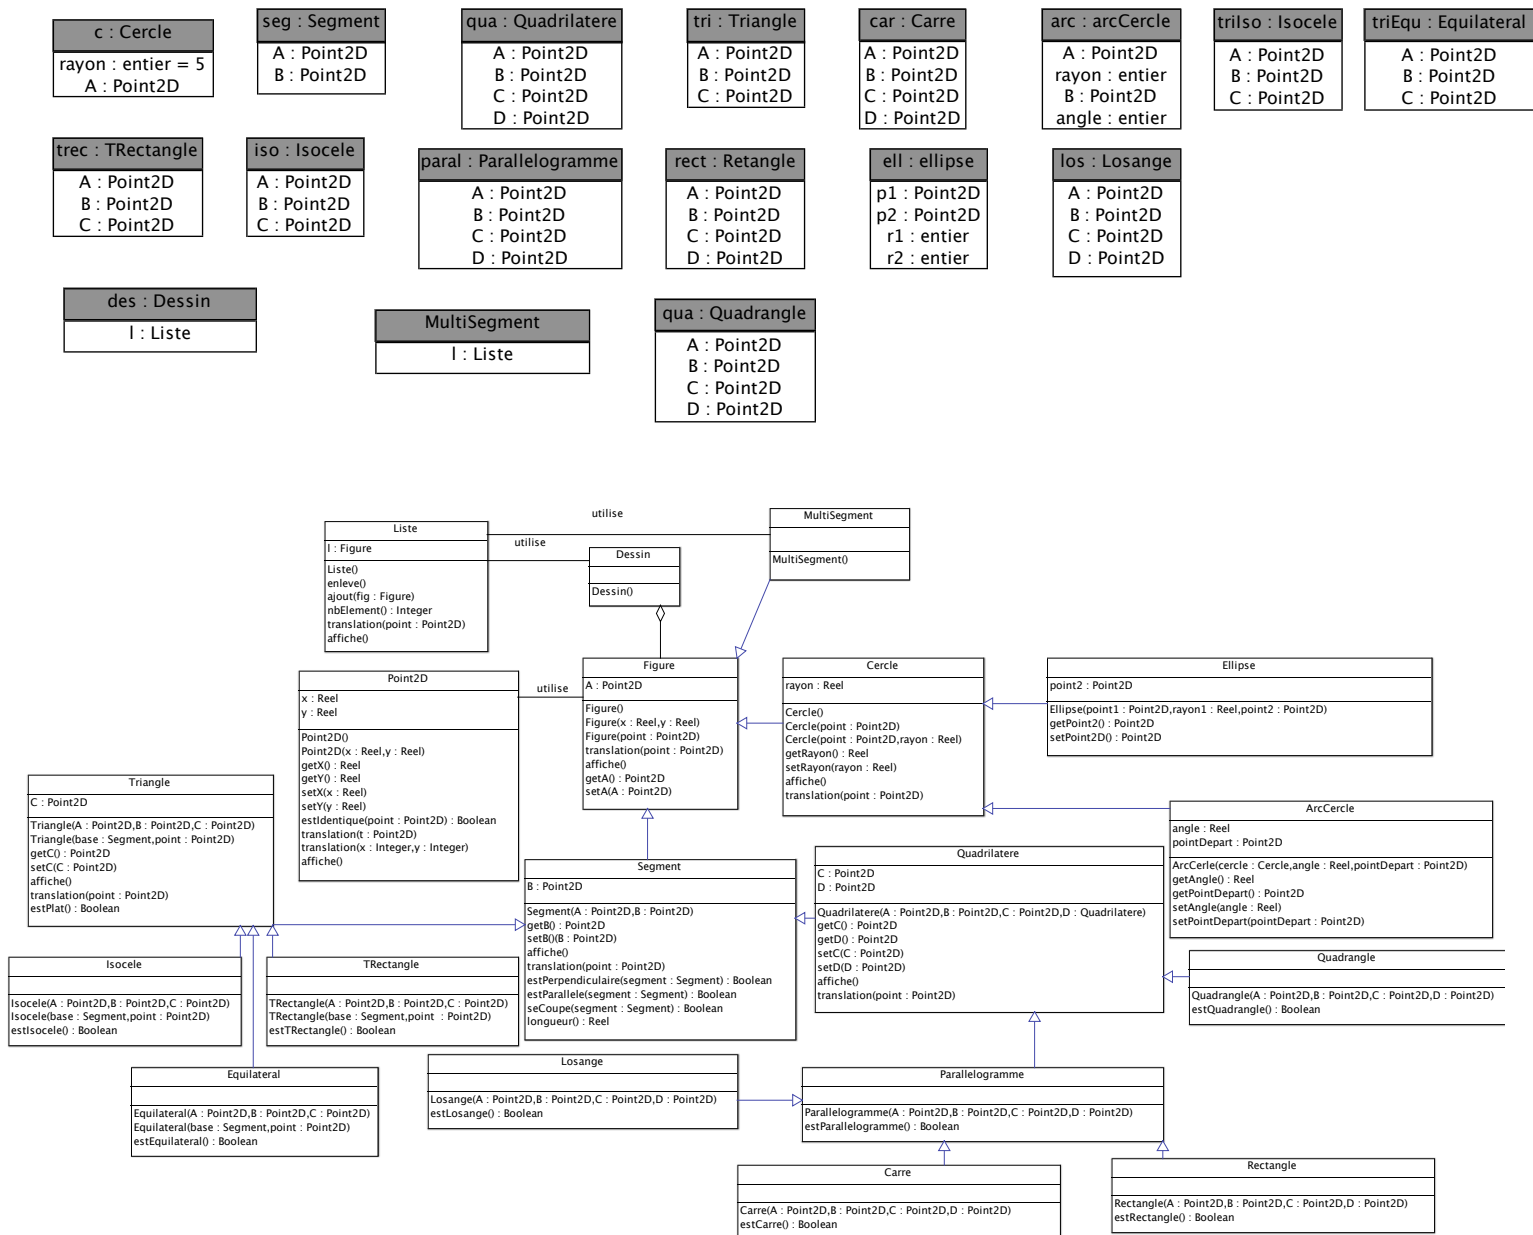 c : Cercle
rayon : entier = 5
A : Point2D
seg : Segment
A : Point2D
B : Point2D
qua : Quadrilatere
A : Point2D
B : Point2D
C : Point2D
D : Point2D
tri : Triangle
A : Point2D
B : Point2D
C : Point2D
car : Carre
A : Point2D
B : Point2D
C : Point2D
D : Point2D
arc : arcCercle
A : Point2D
rayon : entier
B : Point2D
angle : entier
triIso : Isocele
A : Point2D
B : Point2D
C : Point2D
triEqu : Equilateral
A : Point2D
B : Point2D
C : Point2D
trec : TRectangle
A : Point2D
B : Point2D
C : Point2D
iso : Isocele
A : Point2D
B : Point2D
C : Point2D
paral : Parallelogramme
A : Point2D
B : Point2D
C : Point2D
D : Point2D
rect : Retangle
A : Point2D
B : Point2D
C : Point2D
D : Point2D
ell : ellipse
p1 : Point2D
p2 : Point2D
r1 : entier
r2 : entier
los : Losange
A : Point2D
B : Point2D
C : Point2D
D : Point2D
des : Dessin
l : Liste
MultiSegment
l : Liste
qua : Quadrangle
A : Point2D
B : Point2D
C : Point2D
D : Point2D
Liste
l : Figure
Liste()
enleve()
ajout(fig : Figure)
nbElement() : Integer
translation(point : Point2D)
affiche()
utilise
utilise
Dessin
Dessin()
MultiSegment
MultiSegment()
Point2D
x : Reel
y : Reel
Point2D()
Point2D(x : Reel,y : Reel)
getX() : Reel
getY() : Reel
setX(x : Reel)
setY(y : Reel)
estIdentique(point : Point2D) : Boolean
translation(t : Point2D)
translation(x : Integer,y : Integer)
affiche()
utilise
Figure
A : Point2D
Figure()
Figure(x : Reel,y : Reel)
Figure(point : Point2D)
translation(point : Point2D)
affiche()
getA() : Point2D
setA(A : Point2D)
Cercle
rayon : Reel
Cercle()
Cercle(point : Point2D)
Cercle(point : Point2D,rayon : Reel)
getRayon() : Reel
setRayon(rayon : Reel)
affiche()
translation(point : Point2D)
Ellipse
point2 : Point2D
Ellipse(point1 : Point2D,rayon1 : Reel,point2 : Point2D)
getPoint2() : Point2D
setPoint2D() : Point2D
Triangle
C : Point2D
Triangle(A : Point2D,B : Point2D,C : Point2D)
Triangle(base : Segment,point : Point2D)
getC() : Point2D
setC(C : Point2D)
affiche()
translation(point : Point2D)
estPlat() : Boolean
ArcCercle
angle : Reel
pointDepart : Point2D
ArcCerle(cercle : Cercle,angle : Reel,pointDepart : Point2D)
getAngle() : Reel
getPointDepart() : Point2D
setAngle(angle : Reel)
setPointDepart(pointDepart : Point2D)
Segment
B : Point2D
Segment(A : Point2D,B : Point2D)
getB() : Point2D
setB()(B : Point2D)
affiche()
translation(point : Point2D)
estPerpendiculaire(segment : Segment) : Boolean
estParallele(segment : Segment) : Boolean
seCoupe(segment : Segment) : Boolean
longueur() : Reel
Quadrilatere
C : Point2D
D : Point2D
Quadrilatere(A : Point2D,B : Point2D,C : Point2D,D : Quadrilatere)
getC() : Point2D
getD() : Point2D
setC(C : Point2D)
setD(D : Point2D)
affiche()
translation(point : Point2D)
Quadrangle
Quadrangle(A : Point2D,B : Point2D,C : Point2D,D : Point2D)
estQuadrangle() : Boolean
Isocele
Isocele(A : Point2D,B : Point2D,C : Point2D)
Isocele(base : Segment,point : Point2D)
estIsocele() : Boolean
TRectangle
TRectangle(A : Point2D,B : Point2D,C : Point2D)
TRectangle(base : Segment,point : Point2D)
estTRectangle() : Boolean
Equilateral
Equilateral(A : Point2D,B : Point2D,C : Point2D)
Equilateral(base : Segment,point : Point2D)
estEquilateral() : Boolean
Losange
Losange(A : Point2D,B : Point2D,C : Point2D,D : Point2D)
estLosange() : Boolean
Parallelogramme
Parallelogramme(A : Point2D,B : Point2D,C : Point2D,D : Point2D)
estParallelogramme() : Boolean
Carre
Carre(A : Point2D,B : Point2D,C : Point2D,D : Point2D)
estCarre() : Boolean
Rectangle
Rectangle(A : Point2D,B : Point2D,C : Point2D,D : Point2D)
estRectangle() : Boolean